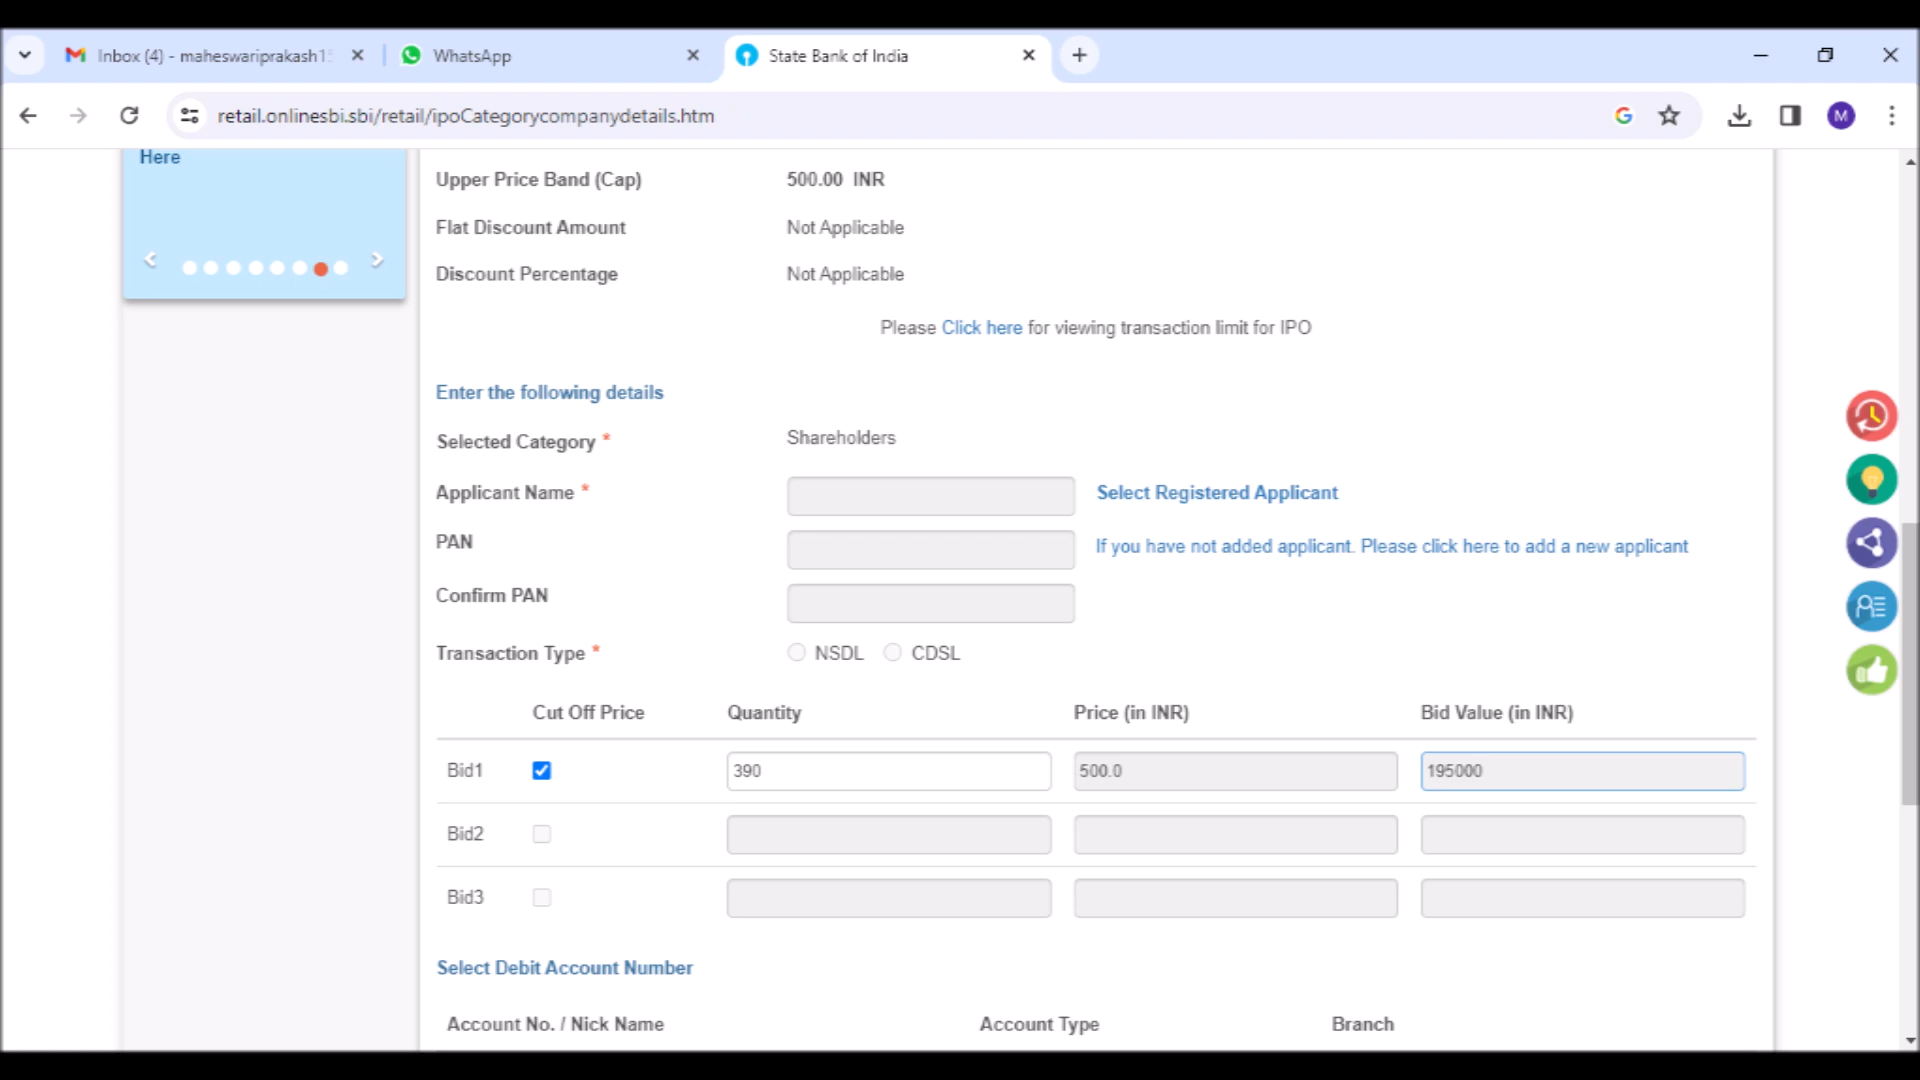 Inbox (4) - maheswariprakash15
WhatsApp
State Bank of India
retail.onlinesbi.sbi/retail/ipoCategorycompanydetails.htm
M
Here
Upper Price Band (Cap) 500.00 INR
Flat Discount Amount Not Applicable
Discount Percentage Not Applicable
Please Click here for viewing transaction limit for IPO
Enter the following details
Selected Category * Shareholders
Applicant Name * Select Registered Applicant
PAN If you have not added applicant. Please click here to add a new applicant
Confirm PAN
Transaction Type * NSDL CDSL
Cut Off Price Quantity Price (in INR) Bid Value (in INR)
Bid1 390 500.0 195000
Bid2
Bid3
Select Debit Account Number
Account No. / Nick Name Account Type Branch